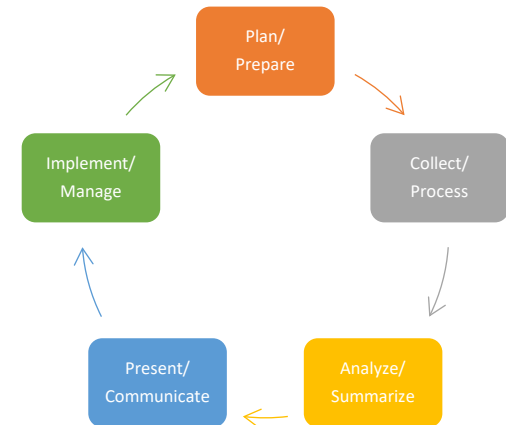 Plan/
Prepare
Collect/
Process
Analyze/
Summarize
Present/
Communicate
Implement/
Manage